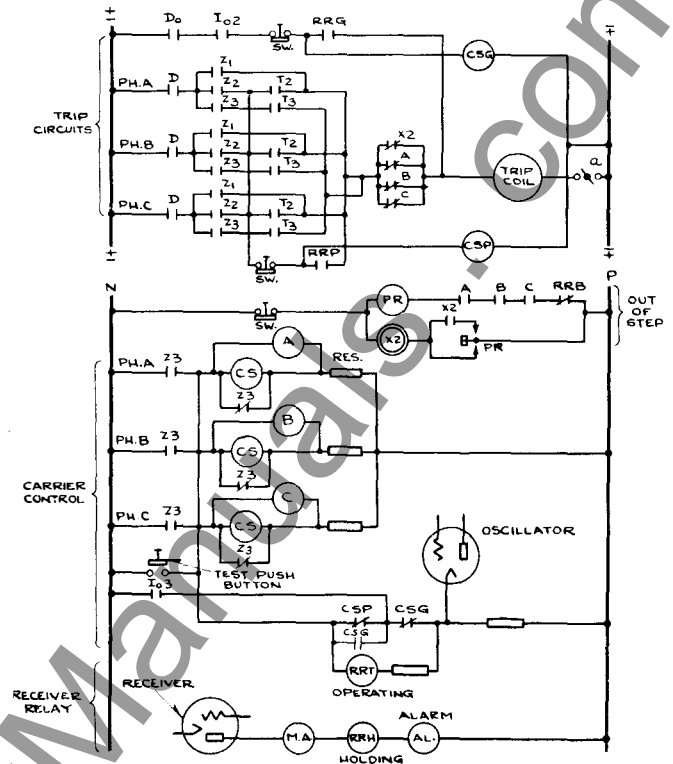 I+ I+
Do Io2 RRG
SW.
CSG
Z1
PH.A D Z2 T2
Z3 T3
TRIP
CIRCUITS
Z1
PH.B D Z2 T2
Z3 T3
X2
A
B
C
TRIP
COIL
a
Z1
PH.C D Z2 T2
Z3 T3
RRP
CSP
SW.
I+ I+
N P
SW.
PR A B C RRB
X2 X2
PR
OUT
OF
STEP
A
PH.A Z3 CS RES.
Z3
B
PH.B Z3 CS
Z3
CARRIER
CONTROL
C
PH.C Z3 CS
Z3
OSCILLATOR
T
TEST PUSH
BUTTON
Io3
CSP CSG
CSG
RRT
OPERATING
RECEIVER
RELAY
RECEIVER
ALARM
M.A RRH AL.
HOLDING
Manuals.com